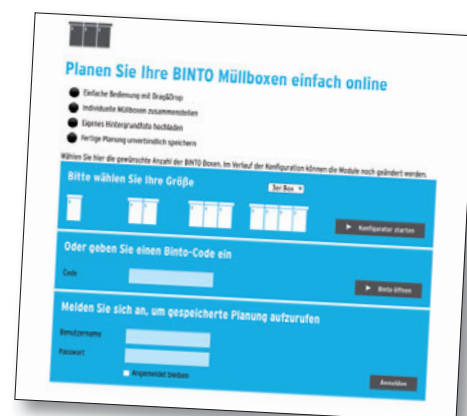 Planen Sie Ihre BINTO Müllboxen einfach online
Einfache Bedienung mit Drag&Drop
Individuelle Müllboxen zusammenstellen
Eigenes Hintergrundfoto hochladen
Fertige Planung unverbindlich speichern
Wählen Sie hier die gewünschte Anzahl der BINTO Boxen. Im Verlauf der Konfiguration können die Module noch geändert werden.
Bitte wählen Sie Ihre Größe
3er Box
Konfigurator starten
Oder geben Sie einen Binto-Code ein
Code
Binto öffnen
Melden Sie sich an, um gespeicherte Planung aufzurufen
Benutzername
Passwort
Angemeldet bleiben
Anmelden